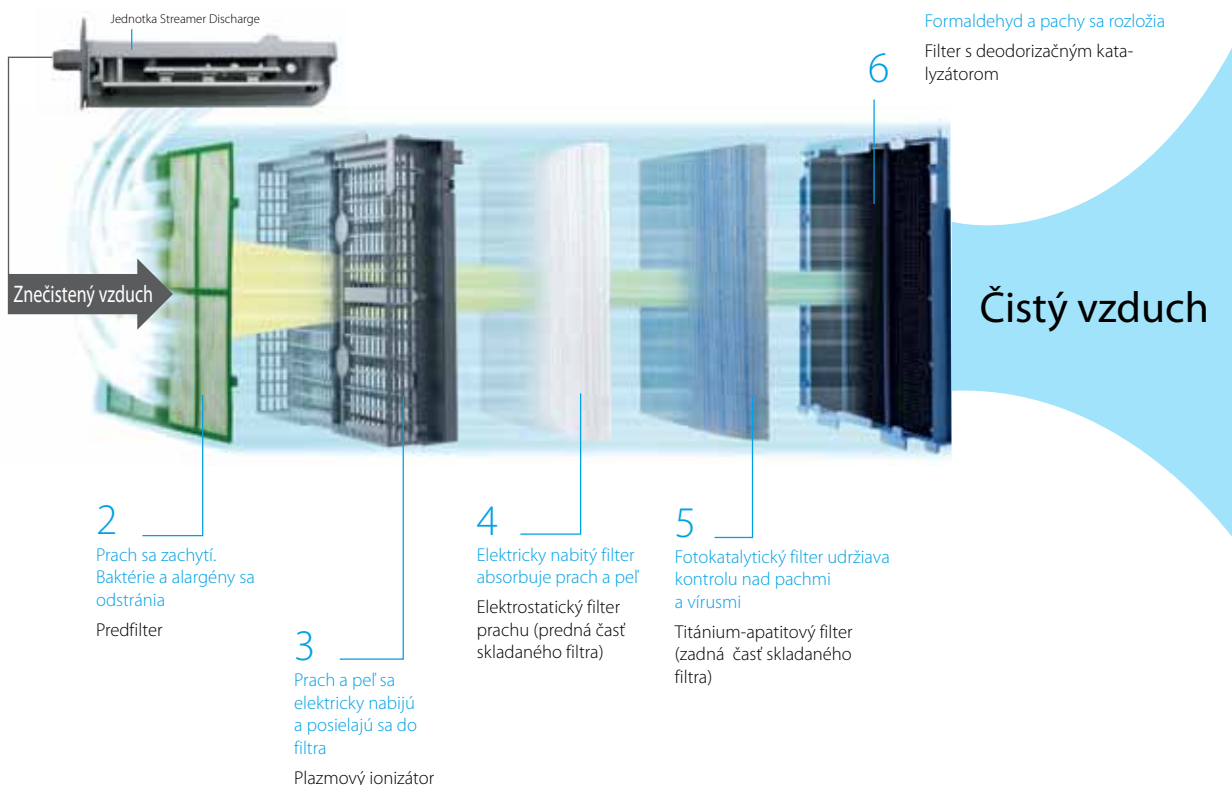 Jednotka Streamer Discharge
Formaldehyd a pachy sa rozložia
6
Filter s deodorizačným kata-
lyzátorom
Znečistený vzduch
Čistý vzduch
2
Prach sa zachytí.
Baktérie a alargény sa
odstránia
Predfilter
3
Prach a peľ sa
elektricky nabijú
a posielajú sa do
filtra
Plazmový ionizátor
4
Elektricky nabitý filter
absorbuje prach a peľ
Elektrostatický filter
prachu (predná časť
skladaného filtra)
5
Fotokatalytický filter udržiava
kontrolu nad pachmi
a vírusmi
Titánium-apatitový filter
(zadná časť skladaného
filtra)